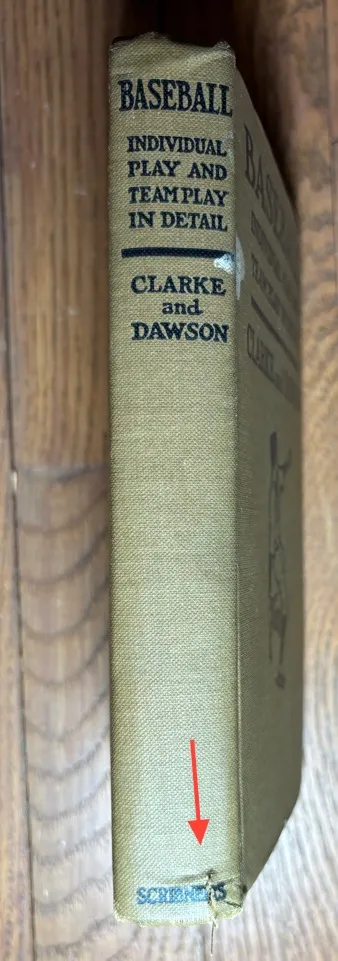 BASEBALL
INDIVIDUAL
PLAY AND
TEAM PLAY
IN DETAIL
CLARKE
and
DAWSON
SCRIBNERS